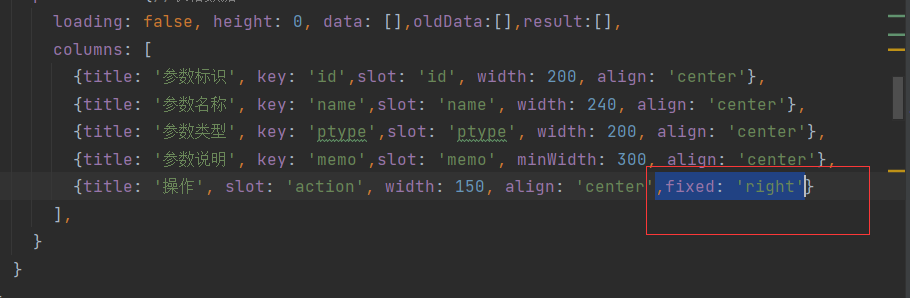 loading: false, height: 0, data: [],oldData:[],result:[],
columns: [
{title: '参数标识', key: 'id',slot: 'id', width: 200, align: 'center'},
{title: '参数名称', key: 'name',slot: 'name', width: 240, align: 'center'},
{title: '参数类型', key: 'ptype',slot: 'ptype', width: 200, align: 'center'},
{title: '参数说明', key: 'memo',slot: 'memo', minWidth: 300, align: 'center'},
{title: '操作', slot: 'action', width: 150, align: 'center',fixed: 'right'}
],
}
}